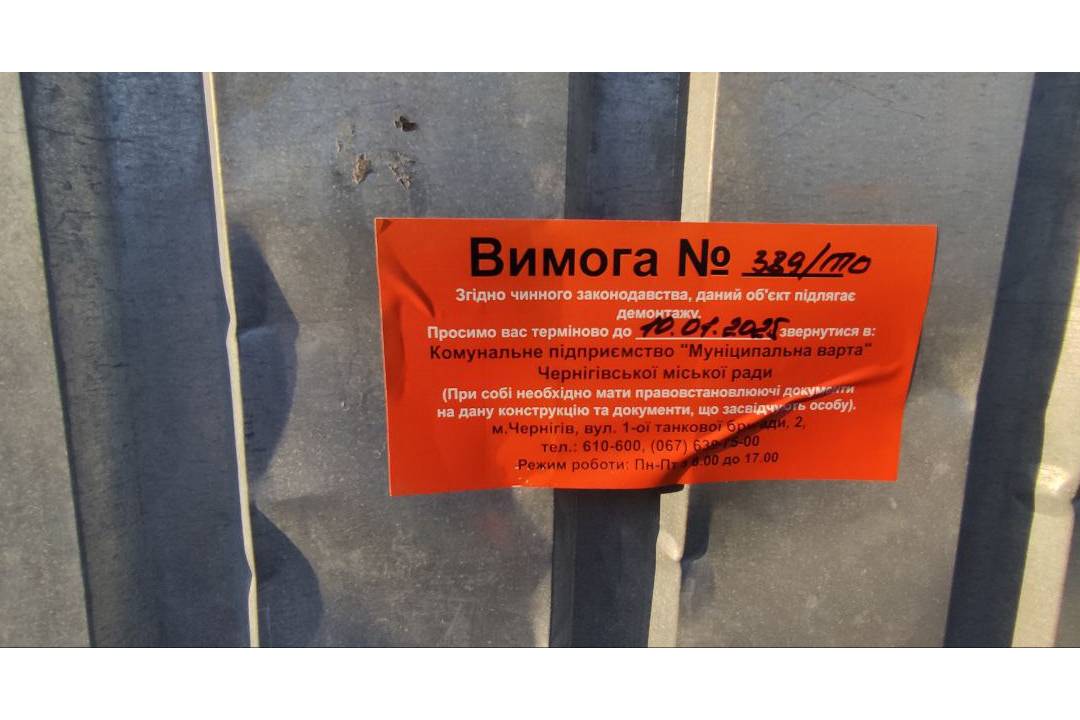 Вимога № 389/ТО
Згідно чинного законодавства, даний об'єкт підлягає
демонтажу.
Просимо вас терміново до 10.01.2025 звернутися в:
Комунальне підприємство "Муніципальна варта"
Чернігівської міської ради
(При собі необхідно мати правовстановлюючі документи
на дану конструкцію та документи, що засвідчують особу).
м.Чернігів, вул. 1-ої танкової бригади, 2,
тел.: 610-600, (067)
Режим роботи: Пн-Пт з 8.00 до 17.00